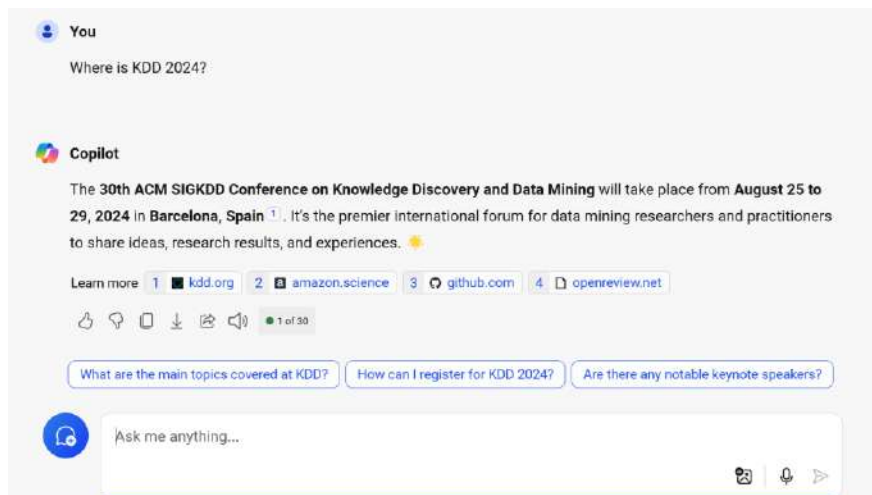 You
Where is KDD 2024?
Copilot
The 30th ACM SIGKDD Conference on Knowledge Discovery and Data Mining will take place from August 25 to
29, 2024 in Barcelona, Spain 1 . It's the premier international forum for data mining researchers and practitioners
to share ideas, research results, and experiences.
Learn more 1 kdd.org 2 amazon.science 3 github.com 4 openreview.net
1 of 30
What are the main topics covered at KDD? How can I register for KDD 2024? Are there any notable keynote speakers?
Ask me anything...